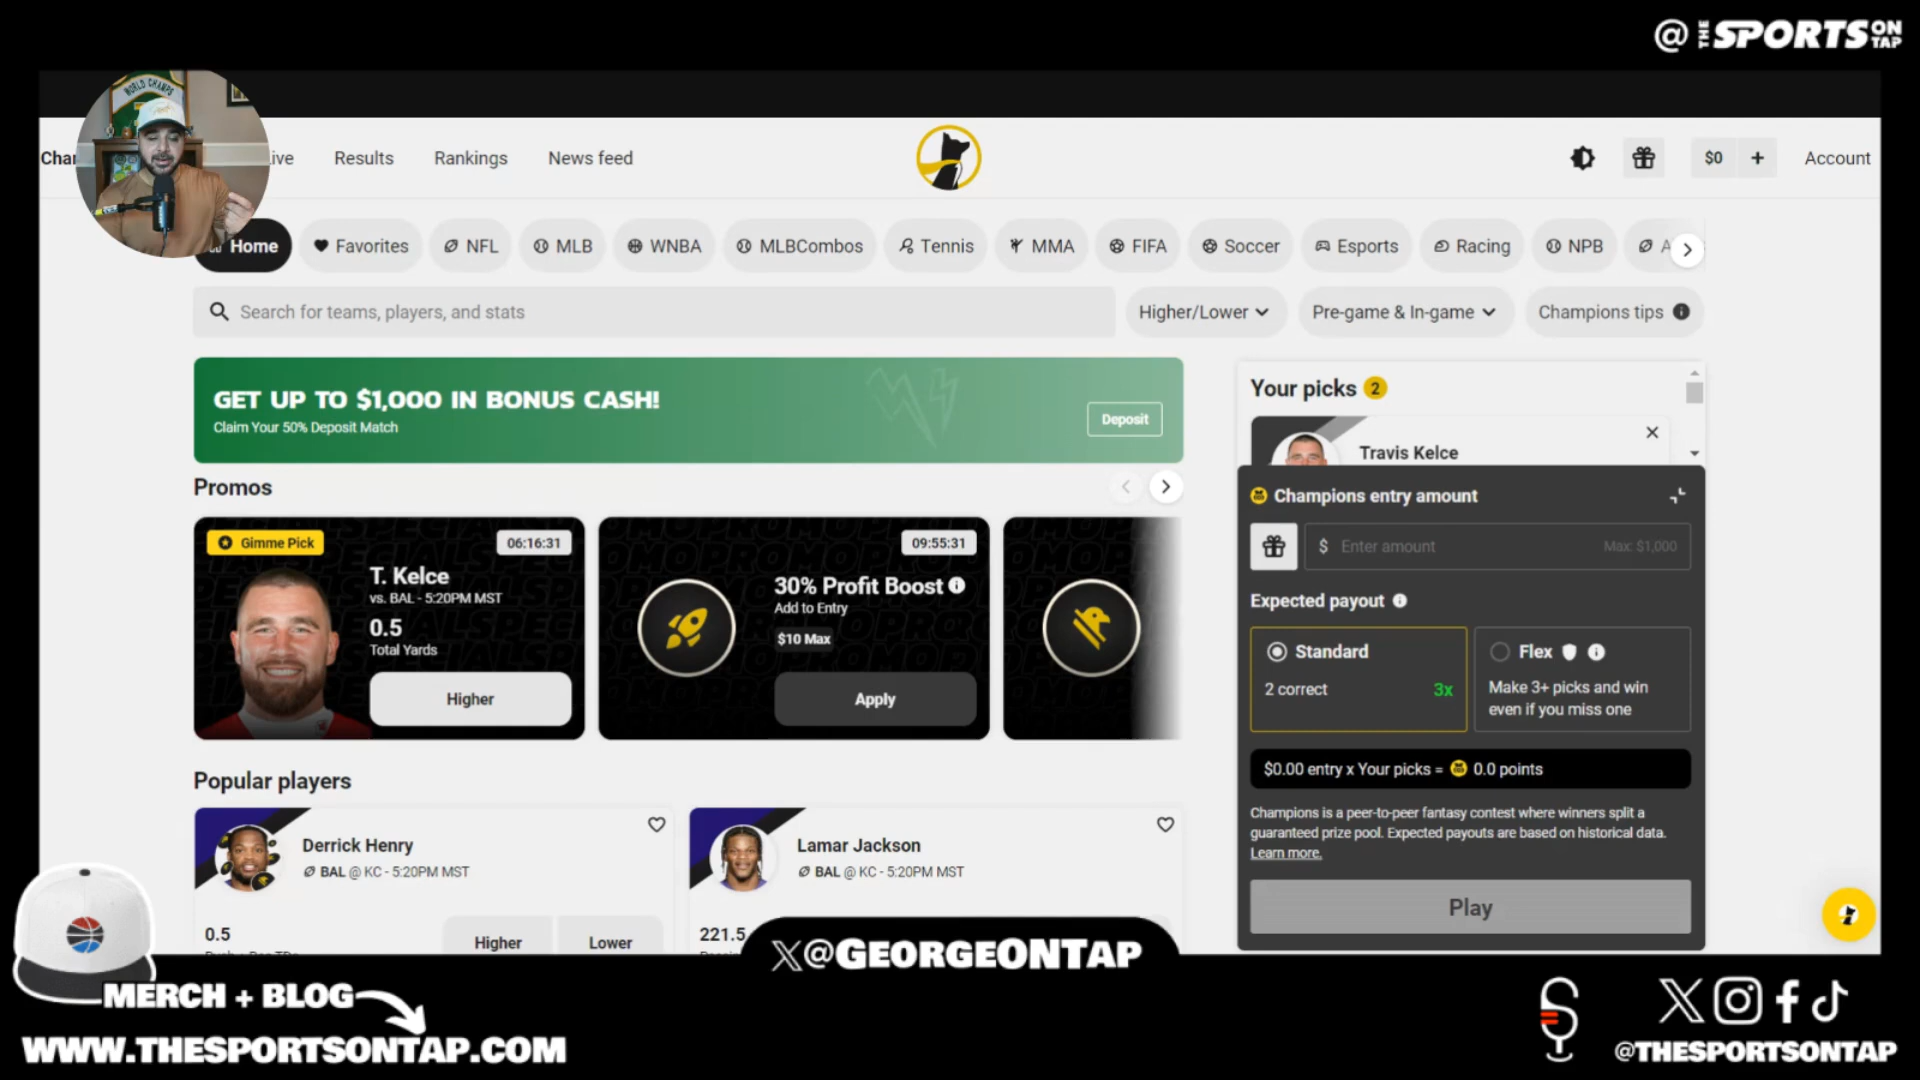 @ THE SPORTS ON TAP
WORLD CHAMPS
Char
ive
Results
Rankings
News feed
$0
+
Account
Home
Favorites
NFL
MLB
WNBA
MLBCombos
Tennis
MMA
FIFA
Soccer
Esports
Racing
NPB
Search for teams, players, and stats
Higher/Lower
Pre-game & In-game
Champions tips
GET UP TO $1,000 IN BONUS CASH!
Claim Your 50% Deposit Match
Deposit
Your picks 2
Travis Kelce
Promos
Gimme Pick
06:16:31
T. Kelce
vs. BAL - 5:20PM MST
0.5
Total Yards
Higher
09:55:31
30% Profit Boost
Add to Entry
$10 Max
Apply
Champions entry amount
$ Enter amount
Max: $1,000
Expected payout
Standard
2 correct
3x
Flex
Make 3+ picks and win
even if you miss one
$0.00 entry x Your picks = 0.0 points
Champions is a peer-to-peer fantasy contest where winners split a
guaranteed prize pool. Expected payouts are based on historical data.
Learn more.
Play
Popular players
Derrick Henry
BAL @ KC - 5:20PM MST
0.5
Higher
Lower
Lamar Jackson
BAL @ KC - 5:20PM MST
221.5
X@GEORGEONTAP
MERCH + BLOG
WWW.THESPORTSONTAP.COM
@THESPORTSONTAP